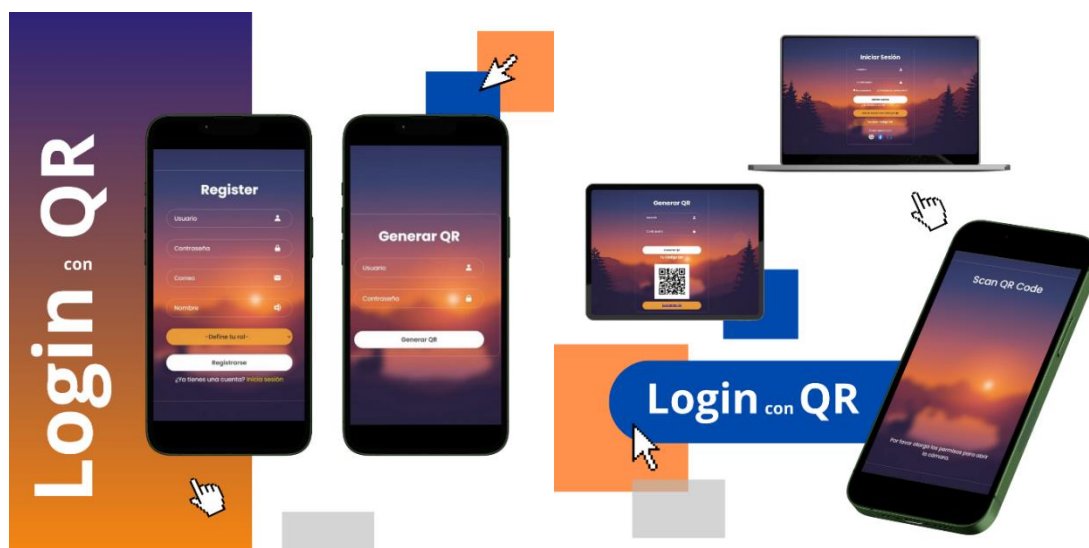 Login con QR
Register
Usuario
Contraseña
Correo
Nombre
-Define tu rol-
Registrarse
¿Ya tienes una cuenta? Inicia sesión
Generar QR
Usuario
Contraseña
Generar QR
Iniciar Sesión
Generar QR
Login con QR
Scan QR Code
Por favor otorga los permisos para abrir
la cámara.